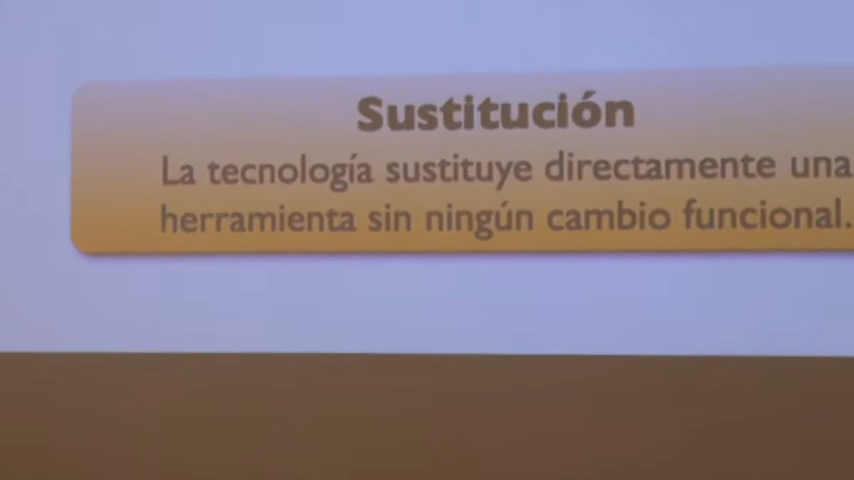 Sustitución
La tecnología sustituye directamente una
herramienta sin ningún cambio funcional.